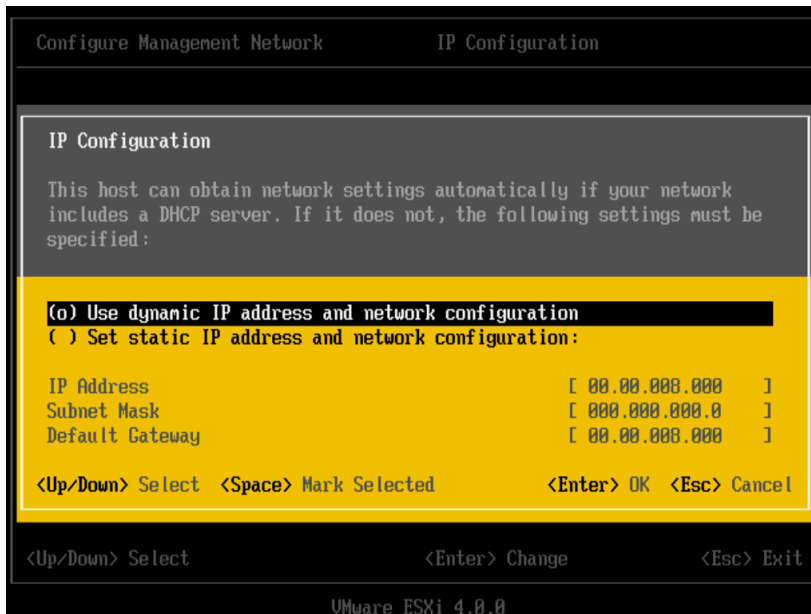 Configure Management Network IP Configuration
IP Configuration
This host can obtain network settings automatically if your network
includes a DHCP server. If it does not, the following settings must be
specified:
(o) Use dynamic IP address and network configuration
( ) Set static IP address and network configuration:
IP Address [ 00.00.008.000 ]
Subnet Mask [ 000.000.000.0 ]
Default Gateway [ 00.00.008.000 ]
<Up/Down> Select <Space> Mark Selected <Enter> OK <Esc> Cancel
<Up/Down> Select <Enter> Change <Esc> Exit
VMware ESXi 4.0.0